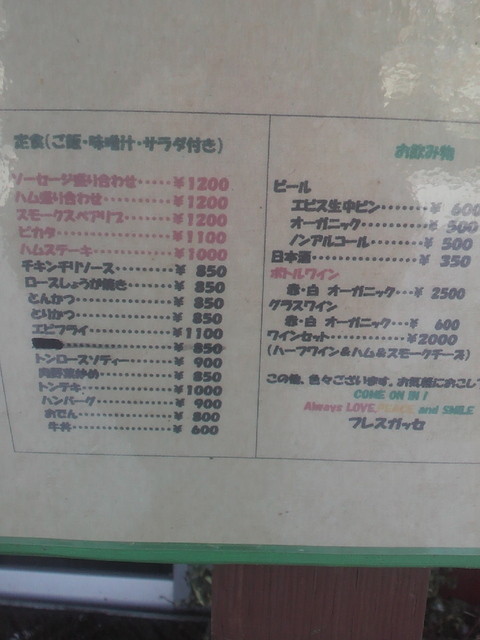 定食(ご飯・味噌汁・サラダ付き)
ソーセージ盛り合わせ・・・・・¥1200
ハム盛り合わせ・・・・・・・・¥1200
スモークスペアリブ・・・・・・¥1200
ピカタ・・・・・・・・・・・・¥1100
ハムステーキ・・・・・・・・・¥1000
チキンチリソース・・・・・・・¥ 850
ロースしょうが焼き・・・・・・¥ 850
とんかつ・・・・・・・・・・・¥ 850
とりかつ・・・・・・・・・・・¥ 850
エビフライ・・・・・・・・・・¥1100
・・・・・・・・・・・¥ 850
トンロースソティー・・・・・・¥ 900
肉野菜炒め・・・・・・・・・・¥ 850
トンテキ・・・・・・・・・・・¥1000
ハンバーグ・・・・・・・・・・¥ 900
おでん・・・・・・・・・・・・¥ 800
牛丼・・・・・・・・・・・・・¥ 600
お飲み物
ビール
エビス生中ビン・・・・・¥ 600
オーガニック・・・・・・¥ 500
ノンアルコール・・・・・¥ 500
日本酒・・・・・・・・・・・¥ 350
ボトルワイン
赤・白 オーガニック・・・¥ 2500
グラスワイン
赤・白 オーガニック・・・¥ 600
ワインセット・・・・・・・・¥2000
(ハーフワイン&ハム&スモークチーズ)
この他、色々ございます。お気軽におこし
COME ON IN!
Always LOVE,PEACE and SMILE
フレスガッセ